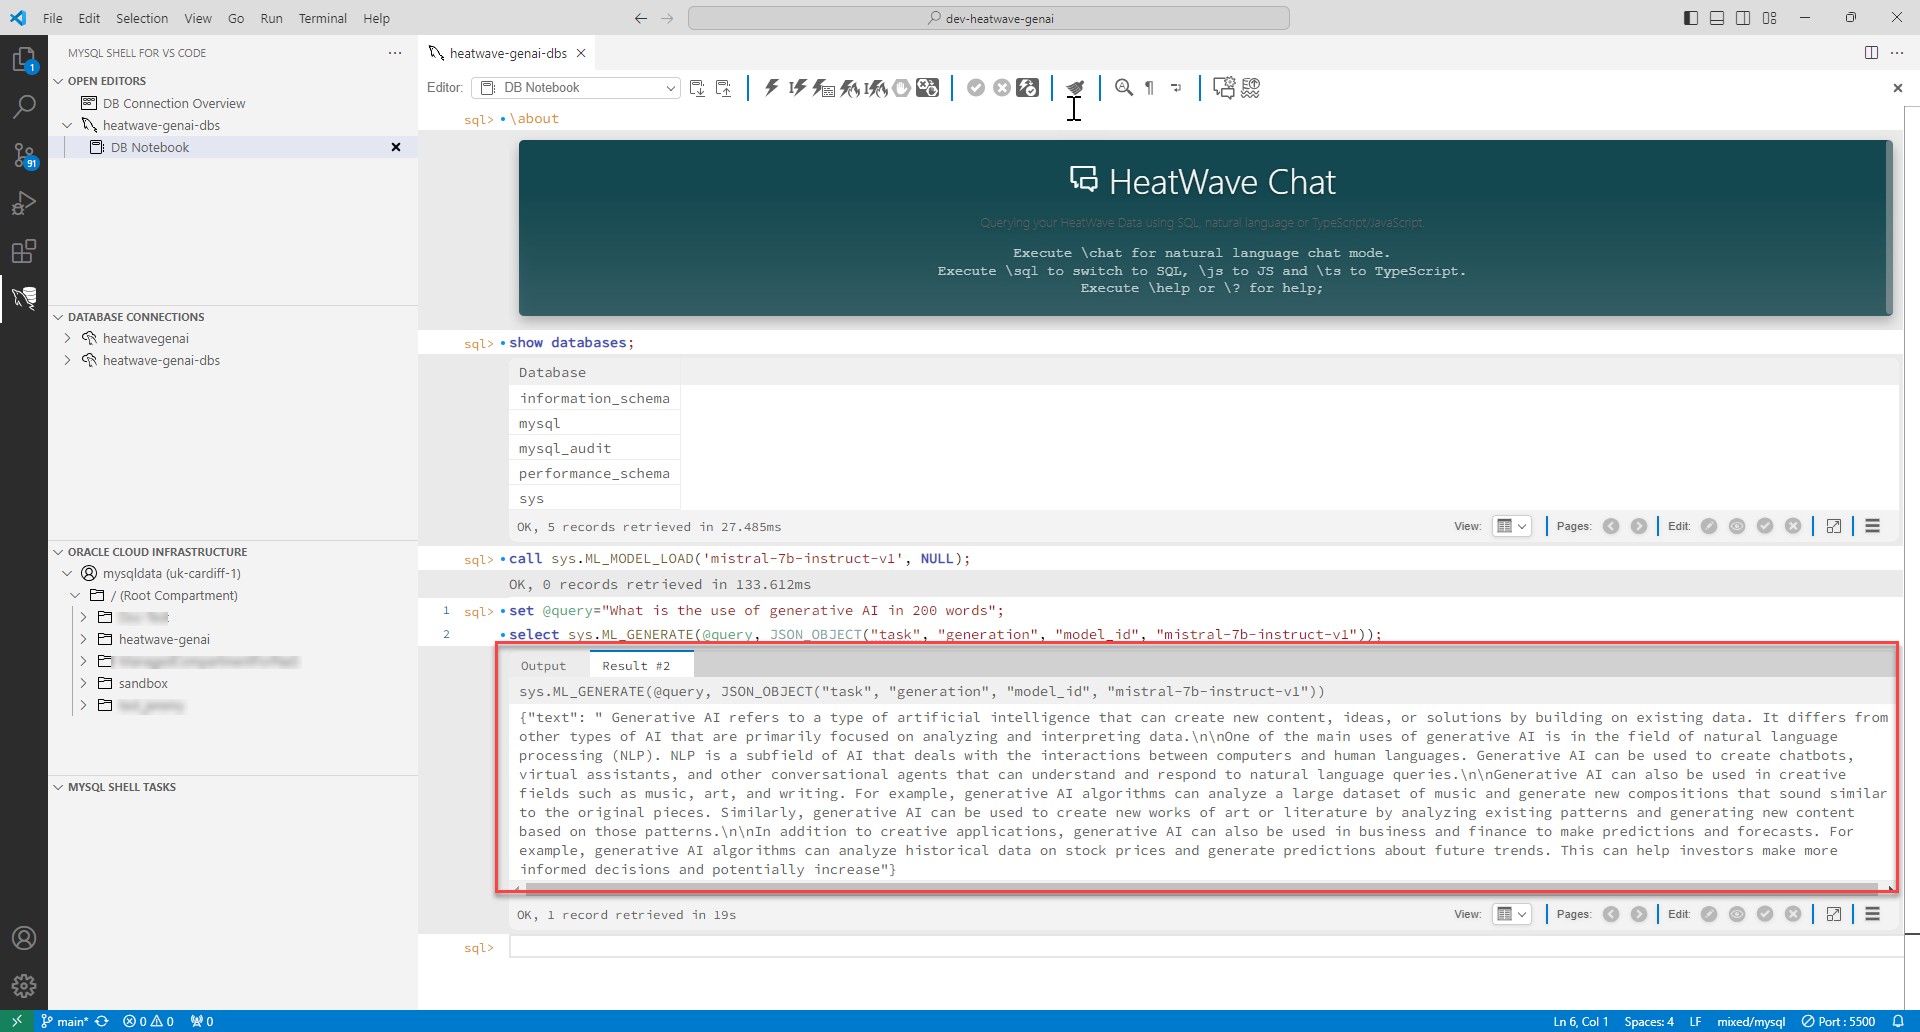 File Edit Selection View Go Run Terminal Help
dev-heatwave-genai
MYSQL SHELL FOR VS CODE
OPEN EDITORS
DB Connection Overview
heatwave-genai-dbs
DB Notebook
DATABASE CONNECTIONS
heatwavegenai
heatwave-genai-dbs
ORACLE CLOUD INFRASTRUCTURE
mysqldata (uk-cardiff-1)
/ (Root Compartment)
heatwave-genai
sandbox
MYSQL SHELL TASKS
1
91
heatwave-genai-dbs
Editor: DB Notebook
sql> \about
HeatWave Chat
Querying your HeatWave Data using SQL, natural language or TypeScript/JavaScript.
Execute \chat for natural language chat mode.
Execute \sql to switch to SQL, \js to JS and \ts to TypeScript.
Execute \help or \? for help;
sql> show databases;
Database
information_schema
mysql
mysql_audit
performance_schema
sys
OK, 5 records retrieved in 27.485ms
View: Pages: Edit:
sql> call sys.ML_MODEL_LOAD('mistral-7b-instruct-v1', NULL);
OK, 0 records retrieved in 133.612ms
1 sql> set @query="What is the use of generative AI in 200 words";
2 select sys.ML_GENERATE(@query, JSON_OBJECT("task", "generation", "model_id", "mistral-7b-instruct-v1"));
Output Result #2
sys.ML_GENERATE(@query, JSON_OBJECT("task", "generation", "model_id", "mistral-7b-instruct-v1"))
{"text": " Generative AI refers to a type of artificial intelligence that can create new content, ideas, or solutions by building on existing data. It differs from
other types of AI that are primarily focused on analyzing and interpreting data.\n\nOne of the main uses of generative AI is in the field of natural language
processing (NLP). NLP is a subfield of AI that deals with the interactions between computers and human languages. Generative AI can be used to create chatbots,
virtual assistants, and other conversational agents that can understand and respond to natural language queries.\n\nGenerative AI can also be used in creative
fields such as music, art, and writing. For example, generative AI algorithms can analyze a large dataset of music and generate new compositions that sound similar
to the original pieces. Similarly, generative AI can be used to create new works of art or literature by analyzing existing patterns and generating new content
based on those patterns.\n\nIn addition to creative applications, generative AI can also be used in business and finance to make predictions and forecasts. For
example, generative AI algorithms can analyze historical data on stock prices and generate predictions about future trends. This can help investors make more
informed decisions and potentially increase"}
OK, 1 record retrieved in 19s
View: Pages: Edit:
sql>
main* 0 0 0
Ln 6, Col 1 Spaces: 4 LF mixed/mysql Port : 5500